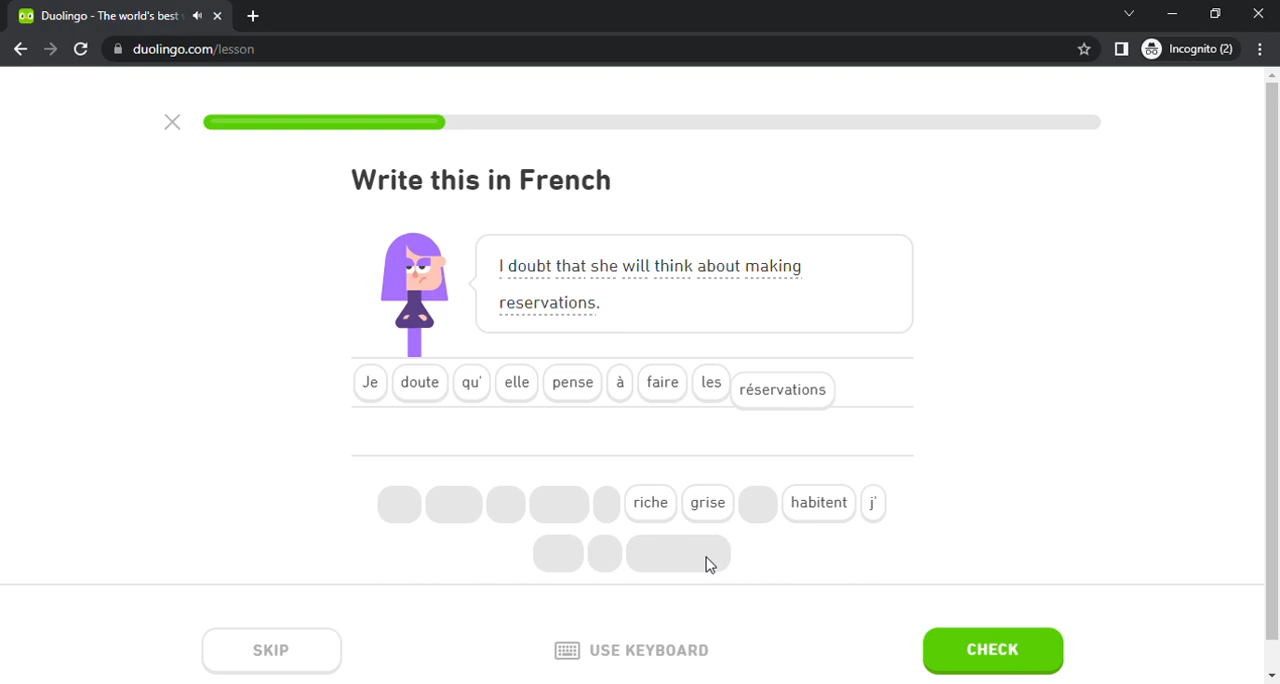 Duolingo - The world's best
duolingo.com/lesson
Incognito (2)
Write this in French
I doubt that she will think about making
reservations.
Je doute qu' elle pense à faire les réservations
riche grise habitent j'
SKIP
USE KEYBOARD
CHECK